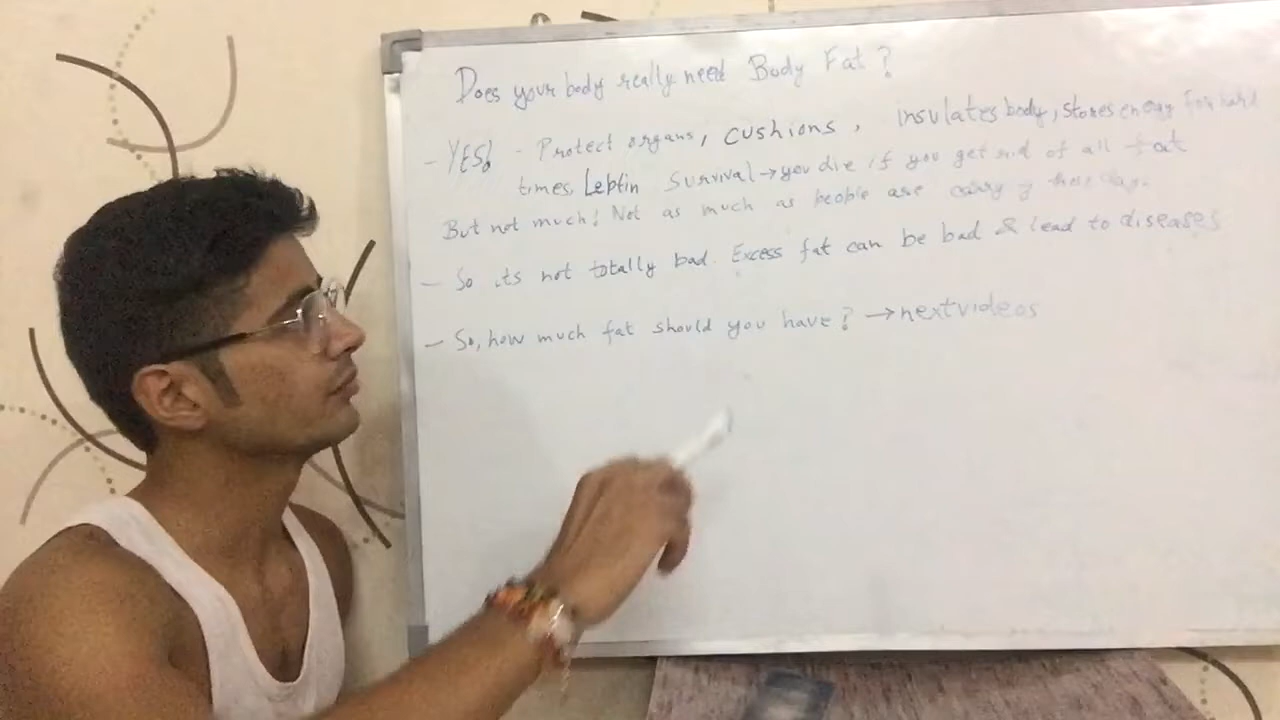 Does your body really need Body Fat?
- YES! - Protect organs, cushions, insulates body, stores energy for hard
times, Leptin Survival → you die if you get rid of all fat
But not much! Not as much as people are carrying these days.
- So its not totally bad. Excess fat can be bad & lead to diseases
- So, how much fat should you have? → next videos